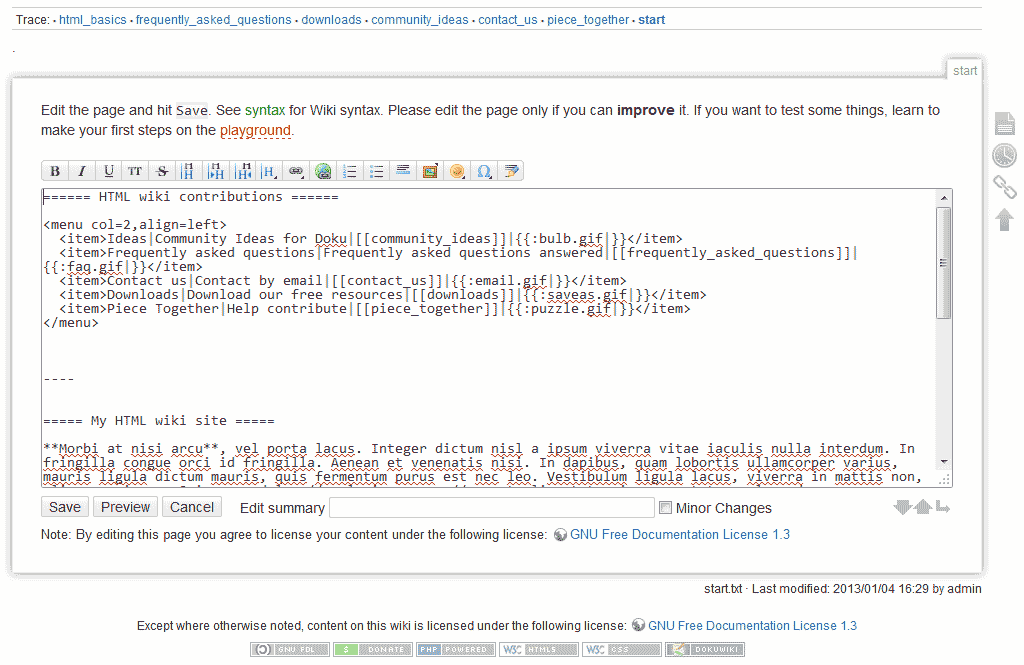 Trace: • html_basics • frequently_asked_questions • downloads • community_ideas • contact_us • piece_together • start
.
start
Edit the page and hit Save. See syntax for Wiki syntax. Please edit the page only if you can improve it. If you want to test some things, learn to
make your first steps on the playground.
B I U TT S H H H H
====== HTML wiki contributions ======
<menu col=2,align=left>
<item>Ideas|Community Ideas for Doku|[[community_ideas]]|{{:bulb.gif|}}</item>
<item>Frequently asked questions|Frequently asked questions answered|[[frequently_asked_questions]]|
{{:faq.gif|}}</item>
<item>Contact us|Contact by email|[[contact_us]]|{{:email.gif|}}</item>
<item>Downloads|Download our free resources|[[downloads]]|{{:saveas.gif|}}</item>
<item>Piece Together|Help contribute|[[piece_together]]|{{:puzzle.gif|}}</item>
</menu>
----
===== My HTML wiki site =====
**Morbi at nisi arcu**, vel porta lacus. Integer dictum nisl a ipsum viverra vitae iaculis nulla interdum. In
fringilla congue orci id fringilla. Aenean et venenatis nisi. In dapibus, quam lobortis ullamcorper varius,
mauris ligula dictum mauris, quis fermentum purus est nec leo. Vestibulum ligula lacus, viverra in mattis non,
Save Preview Cancel Edit summary Minor Changes
Note: By editing this page you agree to license your content under the following license: GNU Free Documentation License 1.3
start.txt · Last modified: 2013/01/04 16:29 by admin
Except where otherwise noted, content on this wiki is licensed under the following license: GNU Free Documentation License 1.3
GNU FDL $ DONATE PHP POWERED W3C HTML5 W3C CSS DOKUWIKI